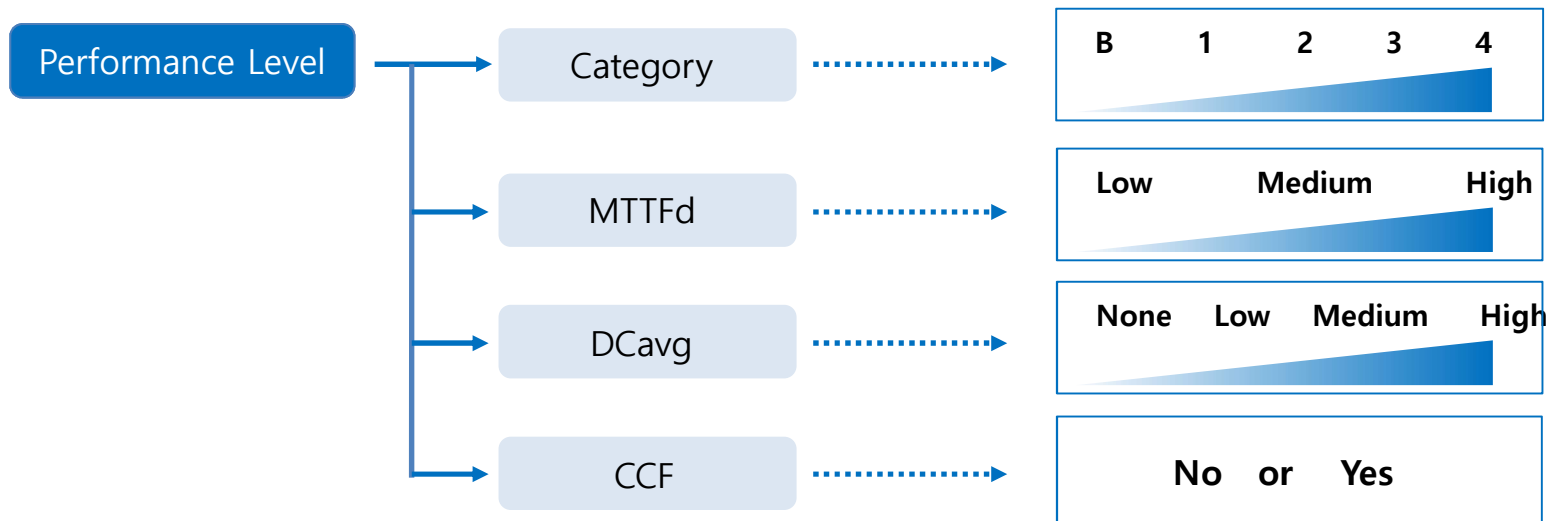 Performance Level
Category
B 1 2 3 4
MTTFd
Low Medium High
DCavg
None Low Medium High
CCF
No or Yes